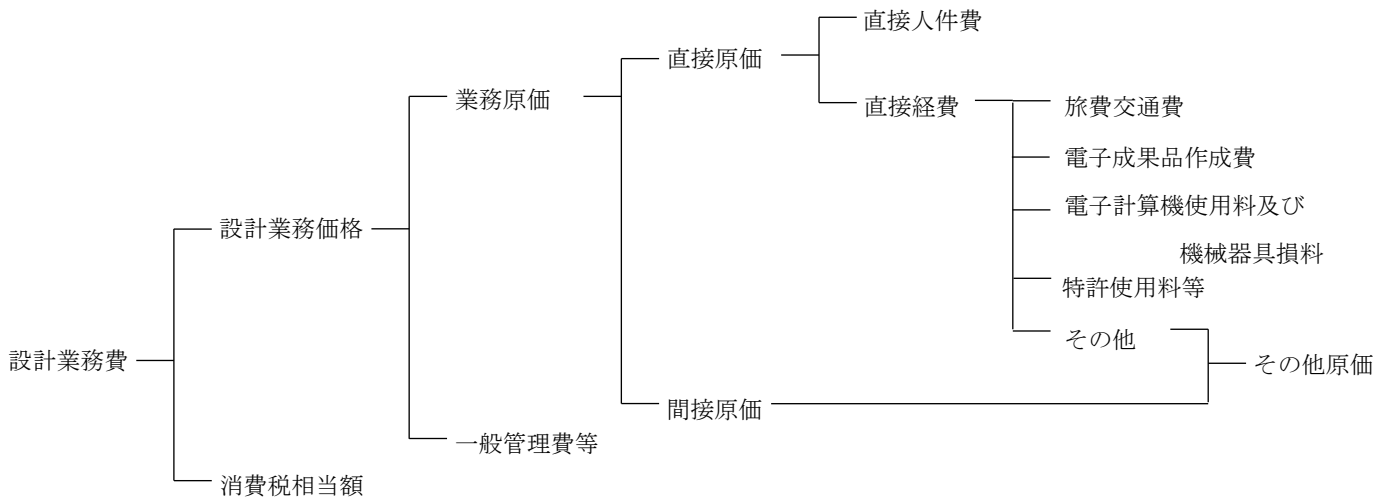 直接人件費
直接原価
業務原価
直接経費
旅費交通費
電子成果品作成費
電子計算機使用料及び
設計業務価格
機械器具損料
特許使用料等
その他
設計業務費
その他原価
間接原価
一般管理費等
消費税相当額